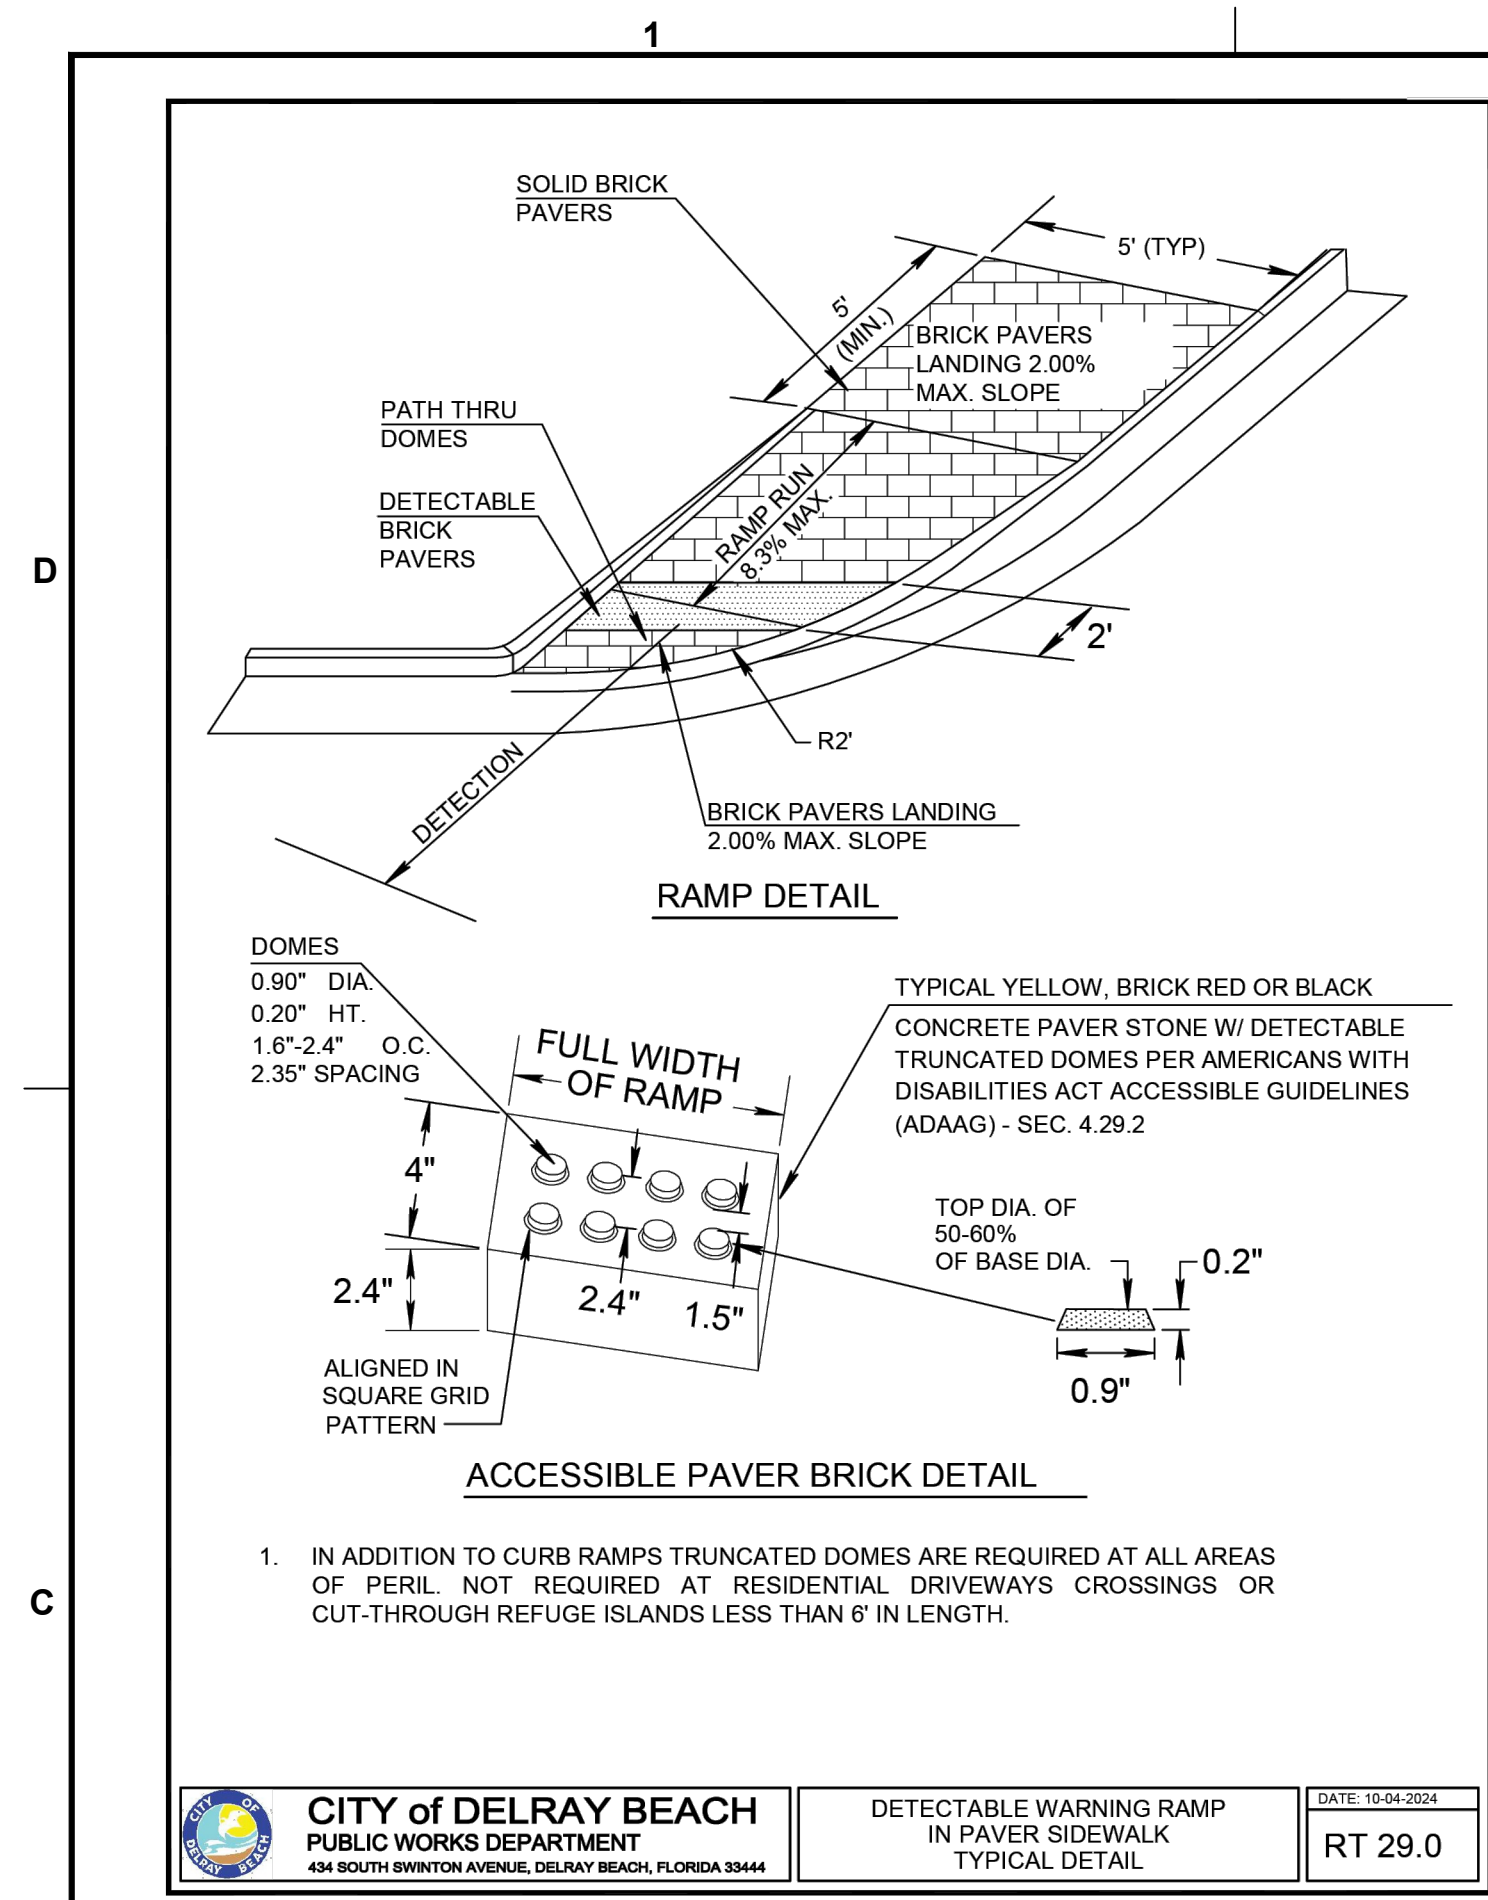 1
SOLID BRICK
PAVERS
5' (TYP)
5'
(MIN.)
BRICK PAVERS
LANDING 2.00%
MAX. SLOPE
PATH THRU
DOMES
DETECTABLE
BRICK
PAVERS
RAMP RUN
8.3% MAX.
D
2'
R2'
DETECTION
BRICK PAVERS LANDING
2.00% MAX. SLOPE
RAMP DETAIL
DOMES
0.90" DIA.
0.20" HT.
1.6"-2.4" O.C.
2.35" SPACING
FULL WIDTH
OF RAMP
TYPICAL YELLOW, BRICK RED OR BLACK
CONCRETE PAVER STONE W/ DETECTABLE
TRUNCATED DOMES PER AMERICANS WITH
DISABILITIES ACT ACCESSIBLE GUIDELINES
(ADAAG) - SEC. 4.29.2
4"
2.4"
2.4"
1.5"
TOP DIA. OF
50-60%
OF BASE DIA.
0.2"
0.9"
ALIGNED IN
SQUARE GRID
PATTERN
ACCESSIBLE PAVER BRICK DETAIL
1. IN ADDITION TO CURB RAMPS TRUNCATED DOMES ARE REQUIRED AT ALL AREAS
OF PERIL. NOT REQUIRED AT RESIDENTIAL DRIVEWAYS CROSSINGS OR
CUT-THROUGH REFUGE ISLANDS LESS THAN 6' IN LENGTH.
C
CITY OF
DELRAY BEACH
CITY of DELRAY BEACH
PUBLIC WORKS DEPARTMENT
434 SOUTH SWINTON AVENUE, DELRAY BEACH, FLORIDA 33444
DETECTABLE WARNING RAMP
IN PAVER SIDEWALK
TYPICAL DETAIL
DATE: 10-04-2024
RT 29.0